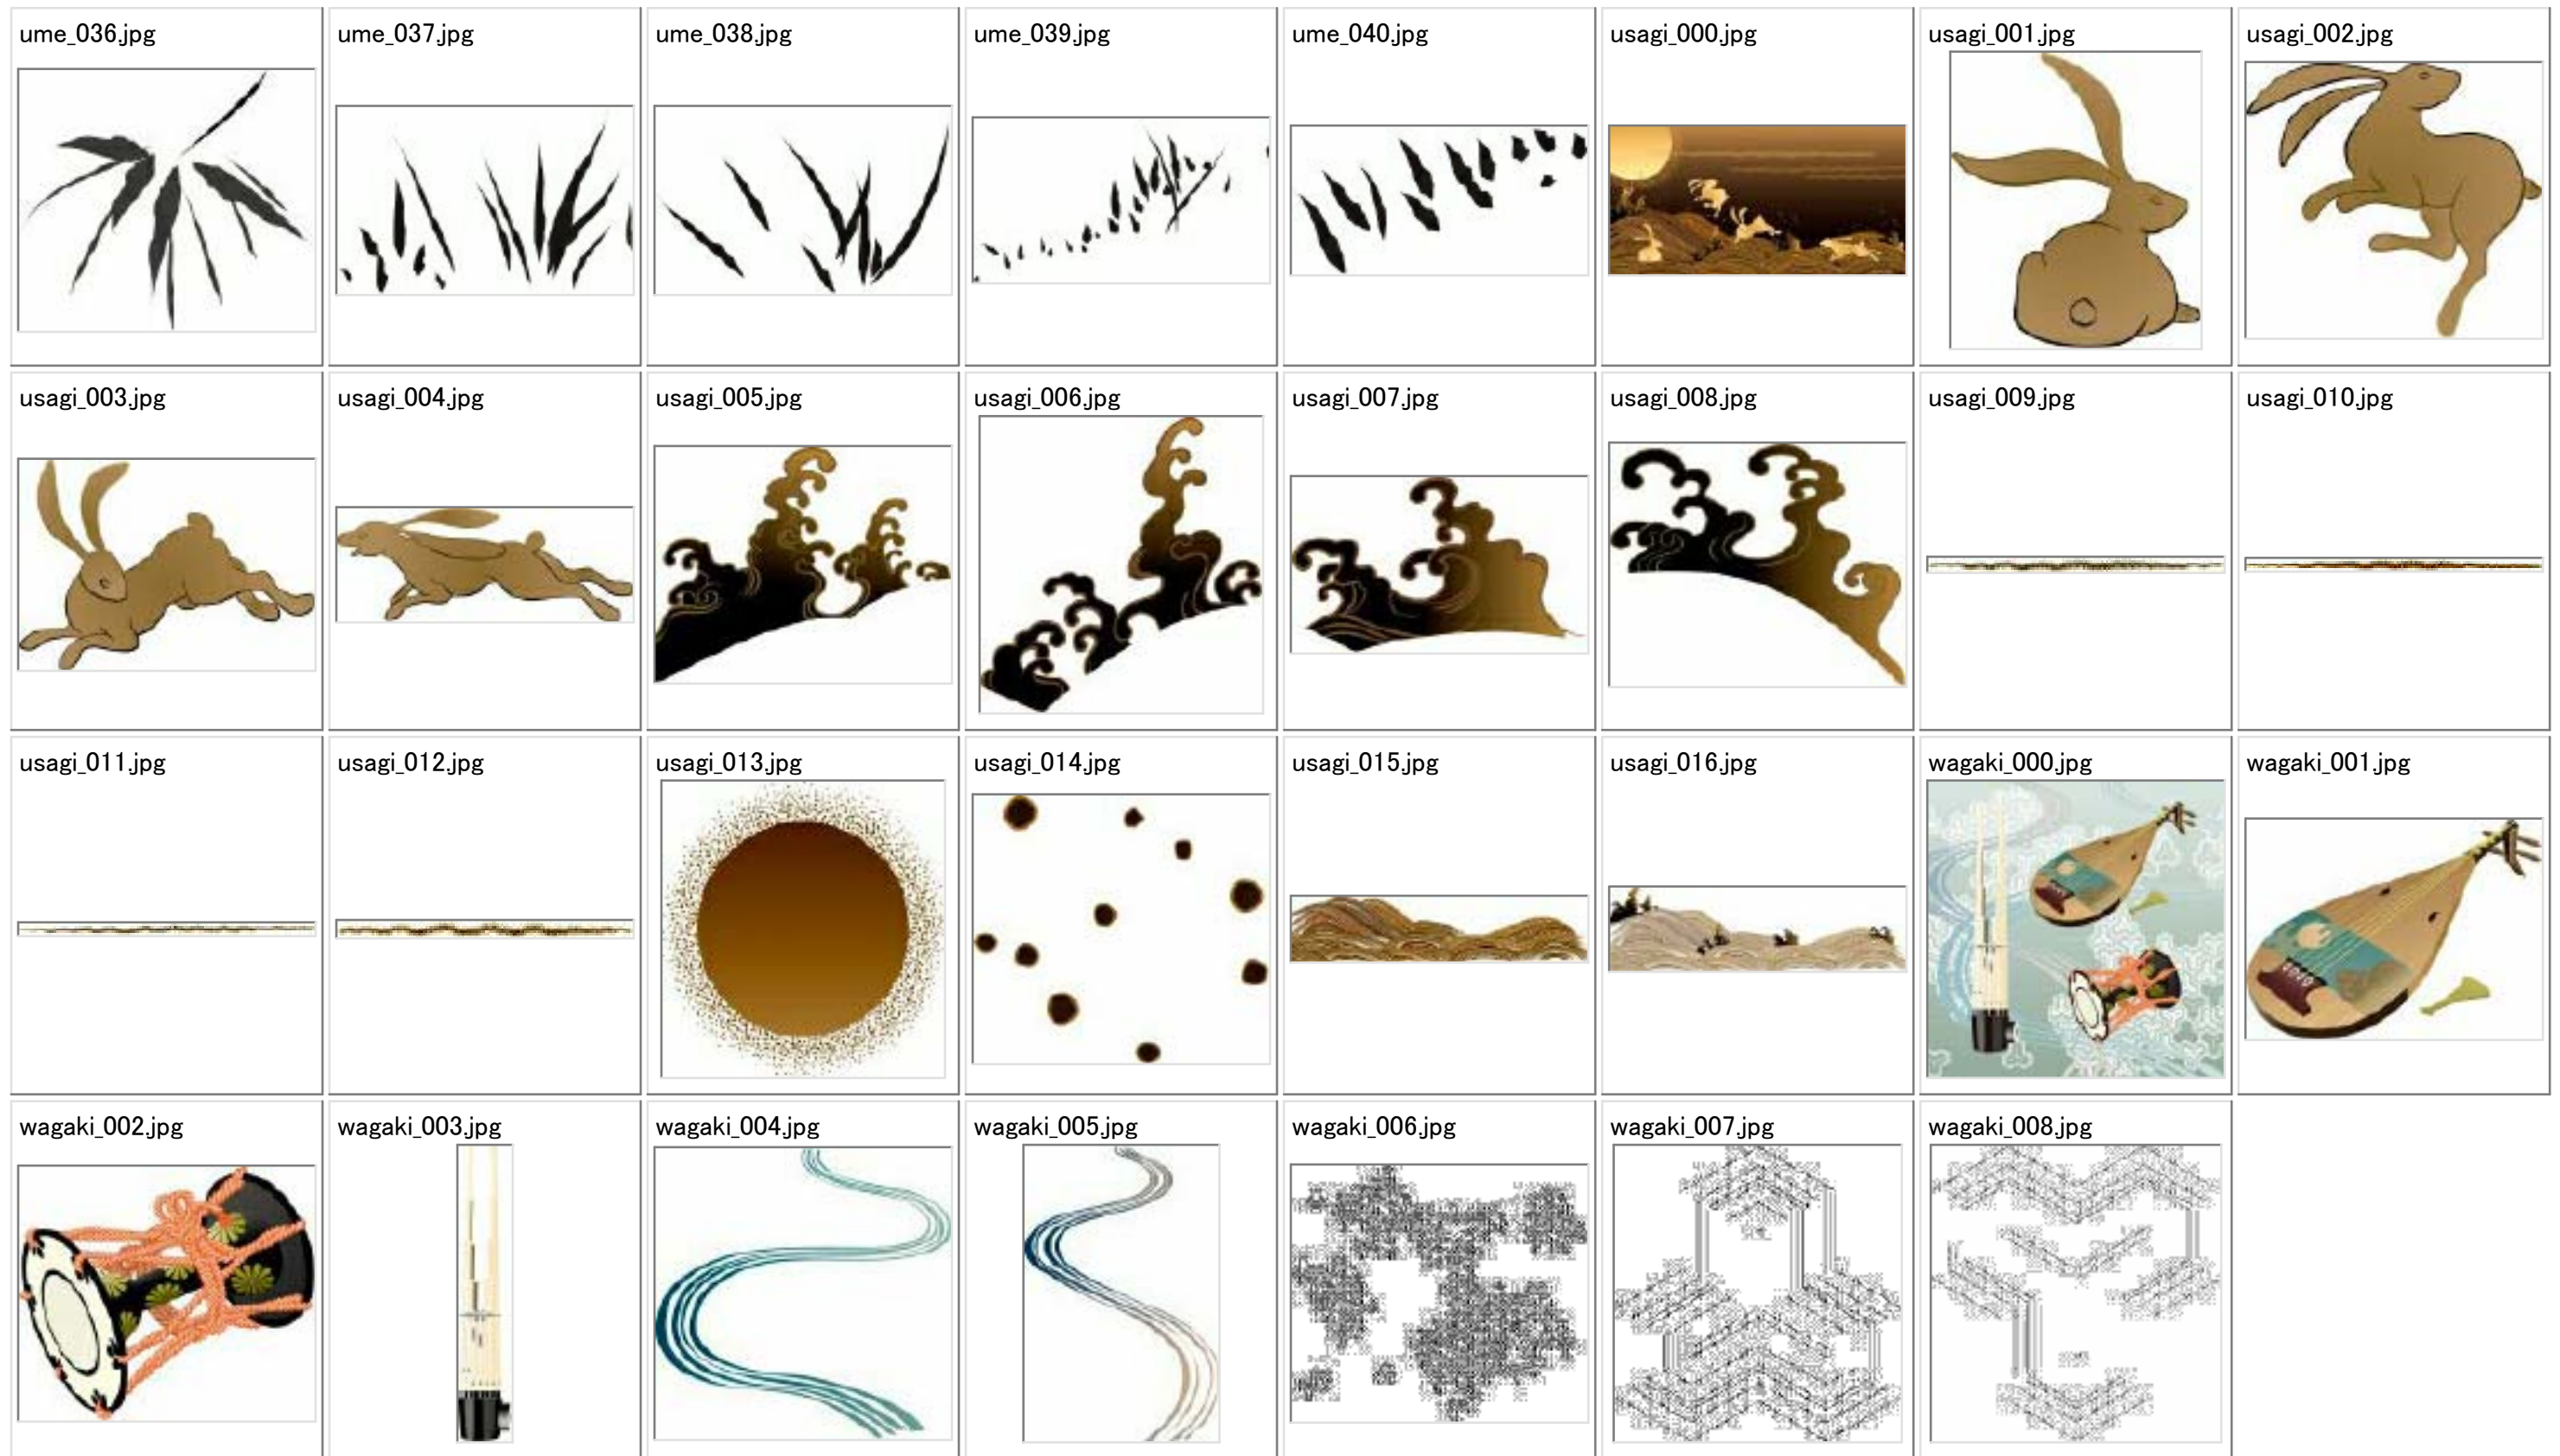 ume_036.jpg
ume_037.jpg
ume_038.jpg
ume_039.jpg
ume_040.jpg
usagi_000.jpg
usagi_001.jpg
usagi_002.jpg
usagi_003.jpg
usagi_004.jpg
usagi_005.jpg
usagi_006.jpg
usagi_007.jpg
usagi_008.jpg
usagi_009.jpg
usagi_010.jpg
usagi_011.jpg
usagi_012.jpg
usagi_013.jpg
usagi_014.jpg
usagi_015.jpg
usagi_016.jpg
wagaki_000.jpg
wagaki_001.jpg
wagaki_002.jpg
wagaki_003.jpg
wagaki_004.jpg
wagaki_005.jpg
wagaki_006.jpg
wagaki_007.jpg
wagaki_008.jpg